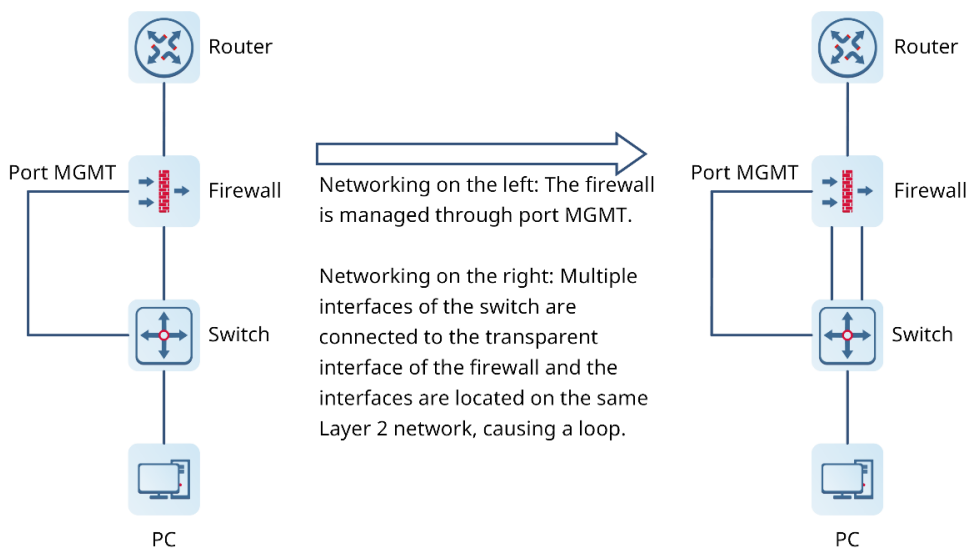 Router
Port MGMT
Firewall
Switch
PC
Networking on the left: The firewall
is managed through port MGMT.
Networking on the right: Multiple
interfaces of the switch are
connected to the transparent
interface of the firewall and the
interfaces are located on the same
Layer 2 network, causing a loop.
Router
Port MGMT
Firewall
Switch
PC